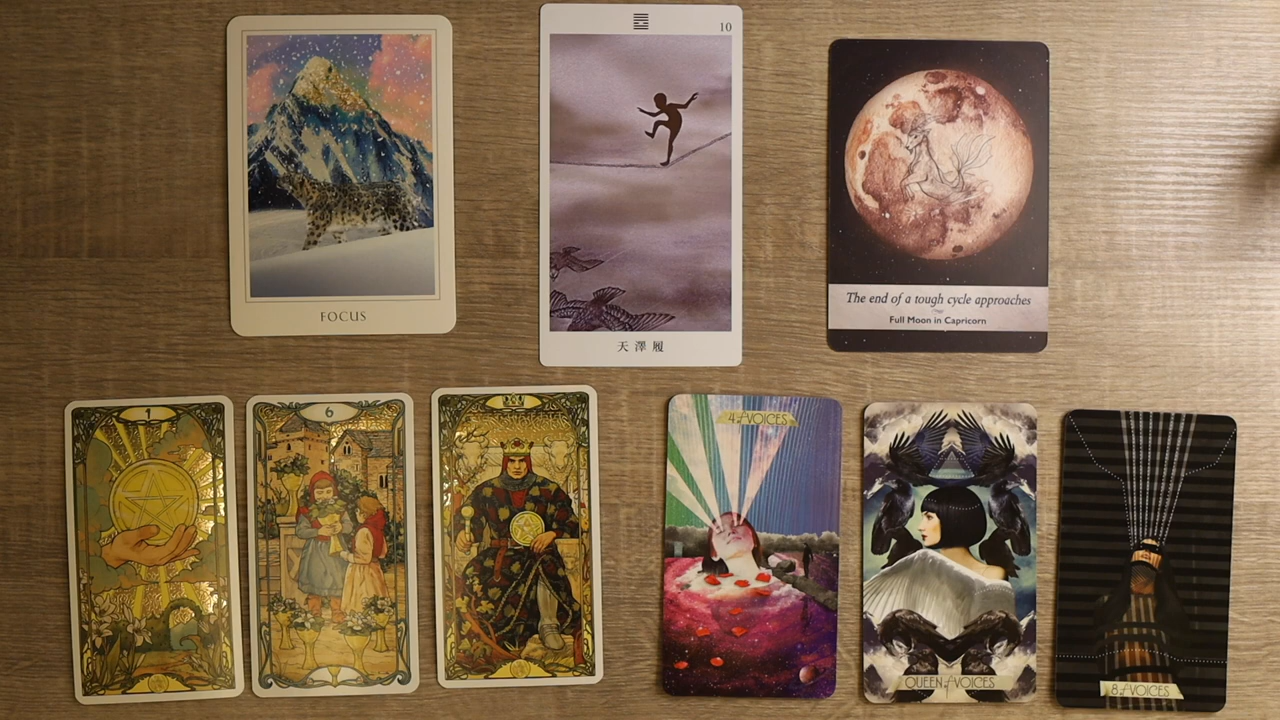 FOCUS
10
天澤履
The end of a tough cycle approaches
Full Moon in Capricorn
1
6
4 of VOICES
QUEEN of VOICES
8 of VOICES